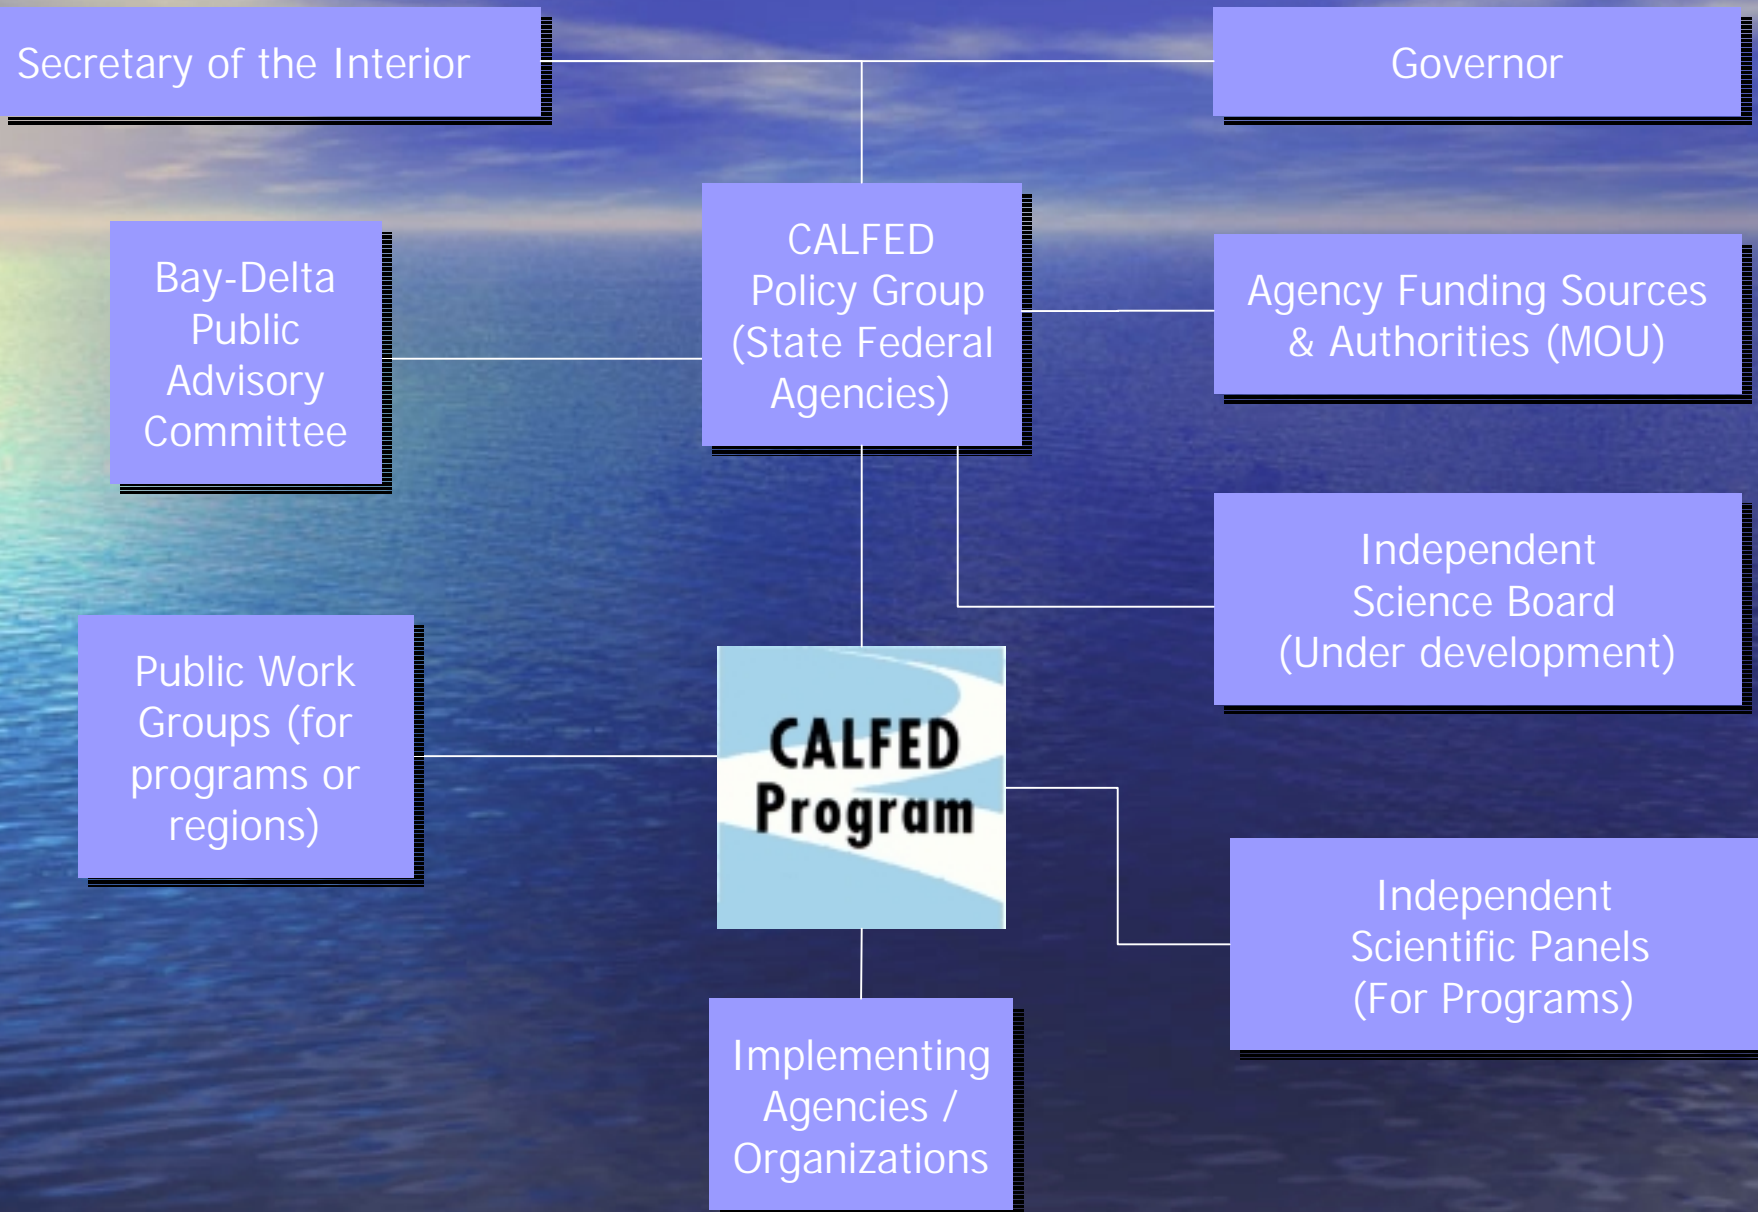 Secretary of the Interior
Governor
CALFED
Policy Group
(State Federal
Agencies)
Bay-Delta
Public
Advisory
Committee
Agency Funding Sources
& Authorities (MOU)
Independent
Science Board
(Under development)
Public Work
Groups (for
programs or
regions)
CALFED
Program
Independent
Scientific Panels
(For Programs)
Implementing
Agencies /
Organizations